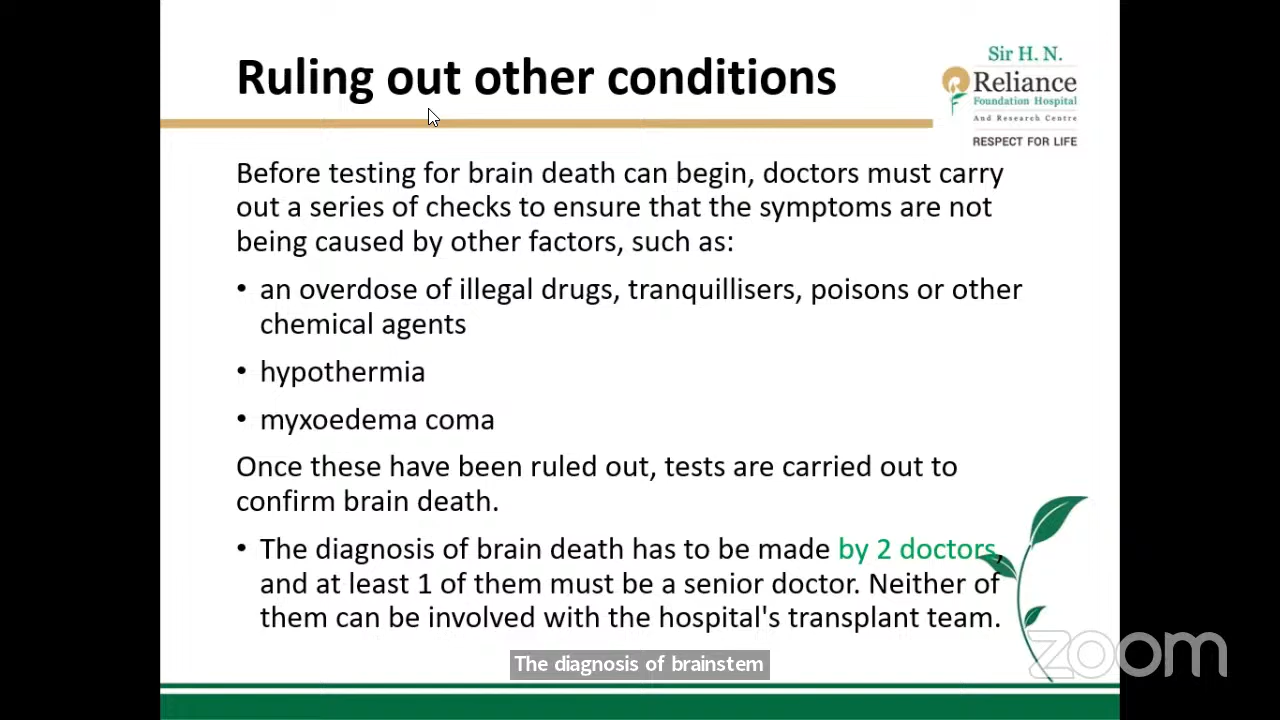 Ruling out other conditions
Sir H. N.
Reliance
Foundation Hospital
And Research Centre
RESPECT FOR LIFE
Before testing for brain death can begin, doctors must carry
out a series of checks to ensure that the symptoms are not
being caused by other factors, such as:
• an overdose of illegal drugs, tranquillisers, poisons or other
chemical agents
• hypothermia
• myxoedema coma
Once these have been ruled out, tests are carried out to
confirm brain death.
• The diagnosis of brain death has to be made by 2 doctors,
and at least 1 of them must be a senior doctor. Neither of
them can be involved with the hospital's transplant team.
The diagnosis of brainstem
zoom